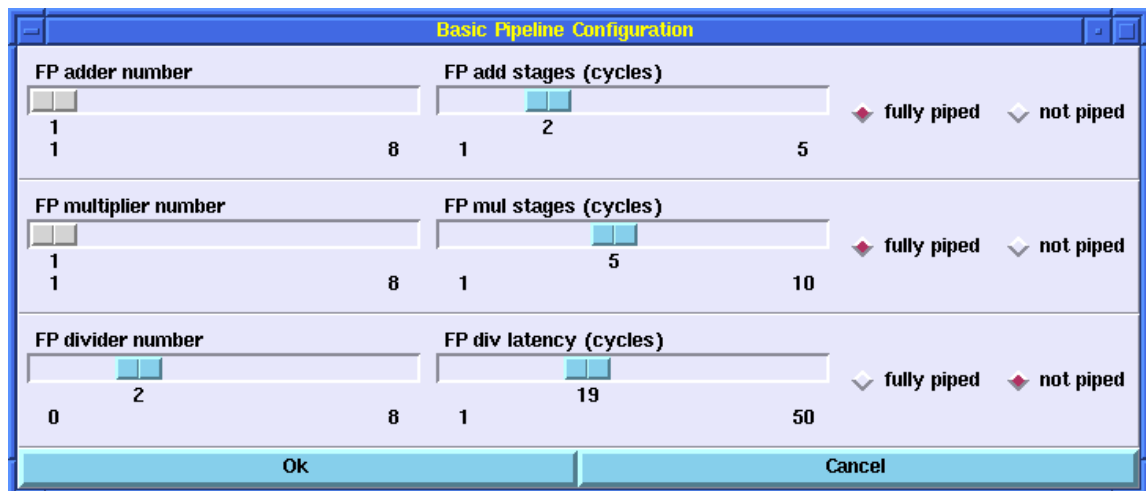 Basic Pipeline Configuration
FP adder number FP add stages (cycles)
fully piped not piped
1 2
1 8 1 5
FP multiplier number FP mul stages (cycles)
fully piped not piped
1 5
1 8 1 10
FP divider number FP div latency (cycles)
fully piped not piped
2 19
0 8 1 50
Ok Cancel